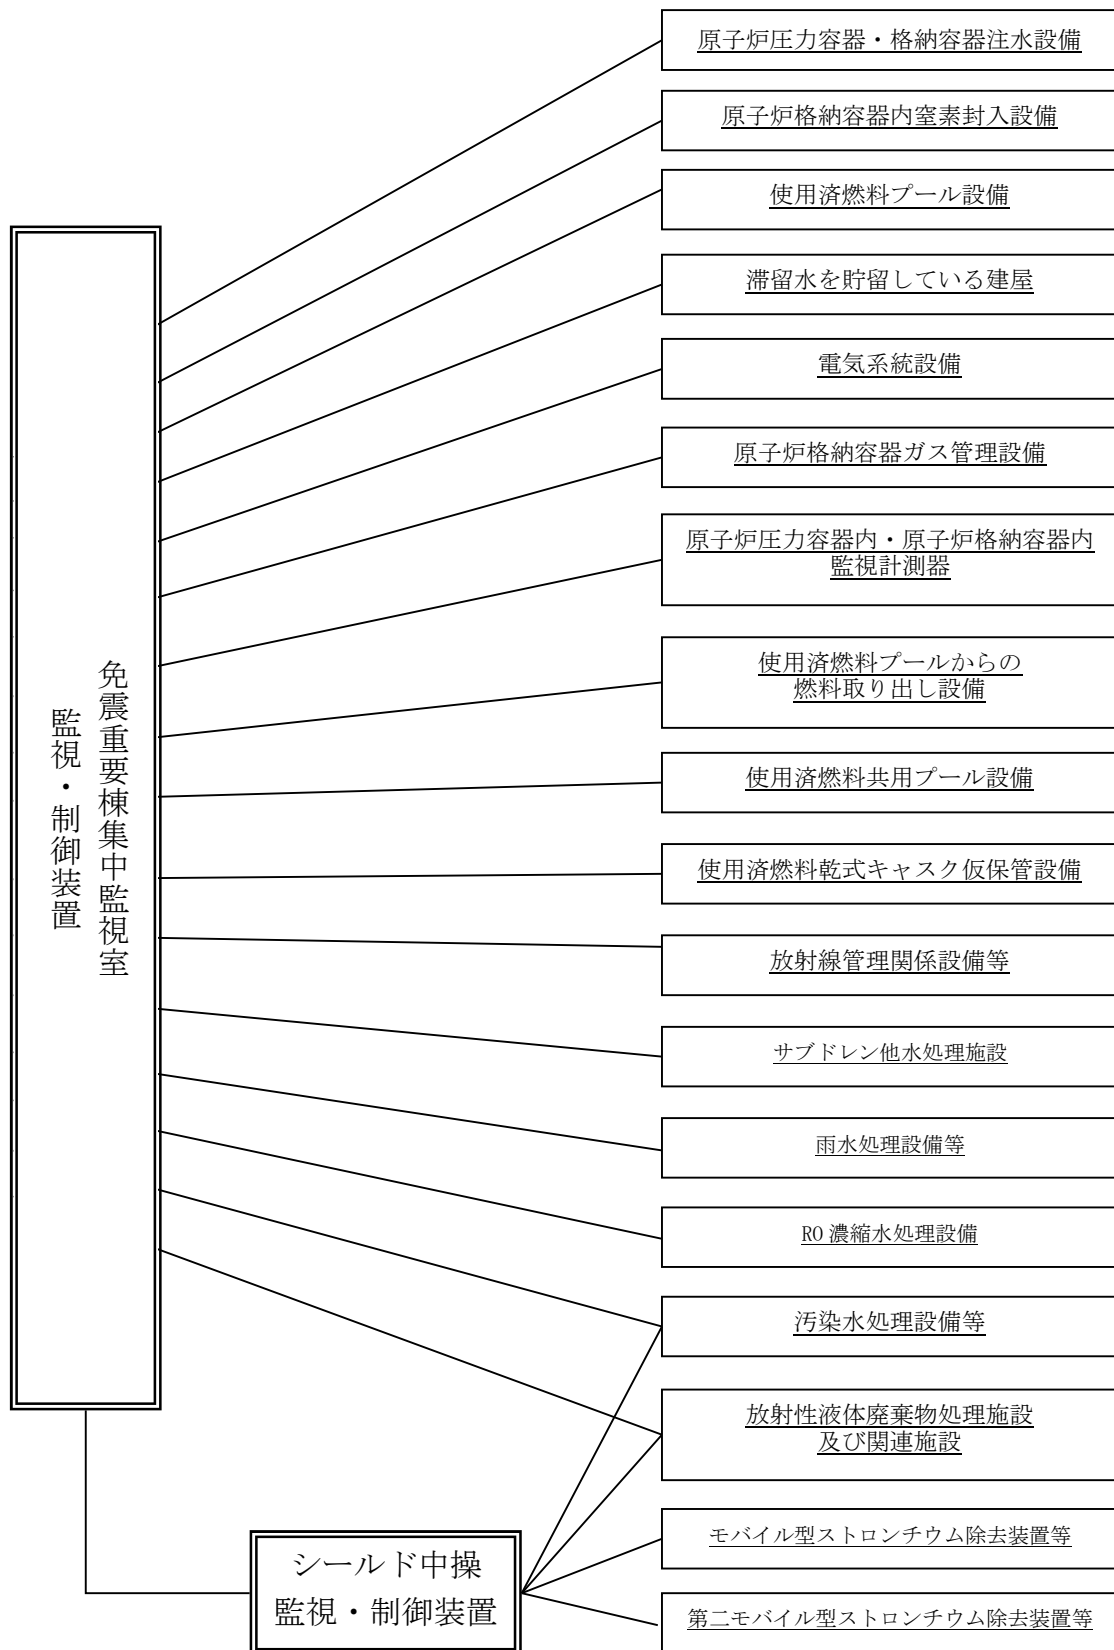 原子炉圧力容器・格納容器注水設備
原子炉格納容器内窒素封入設備
使用済燃料プール設備
滞留水を貯留している建屋
電気系統設備
原子炉格納容器ガス管理設備
原子炉圧力容器内・原子炉格納容器内
監視計測器
使用済燃料プールからの
燃料取り出し設備
使用済燃料共用プール設備
使用済燃料乾式キャスク仮保管設備
放射線管理関係設備等
サブドレン他水処理施設
雨水処理設備等
RO 濃縮水処理設備
汚染水処理設備等
放射性液体廃棄物処理施設
及び関連施設
モバイル型ストロンチウム除去装置等
第二モバイル型ストロンチウム除去装置等
免震重要棟集中監視室
監視・制御装置
シールド中操
監視・制御装置